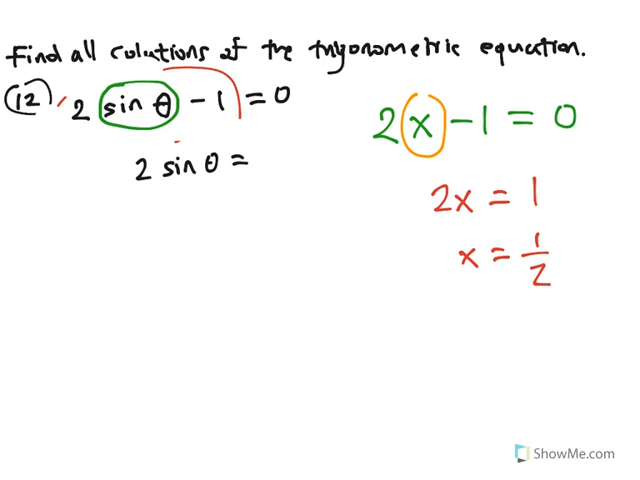 Find all solutions of the trigonometric equation.
12 2 sin θ - 1 = 0
2 sin θ =
2x - 1 = 0
2x = 1
x = 1/2
ShowMe.com